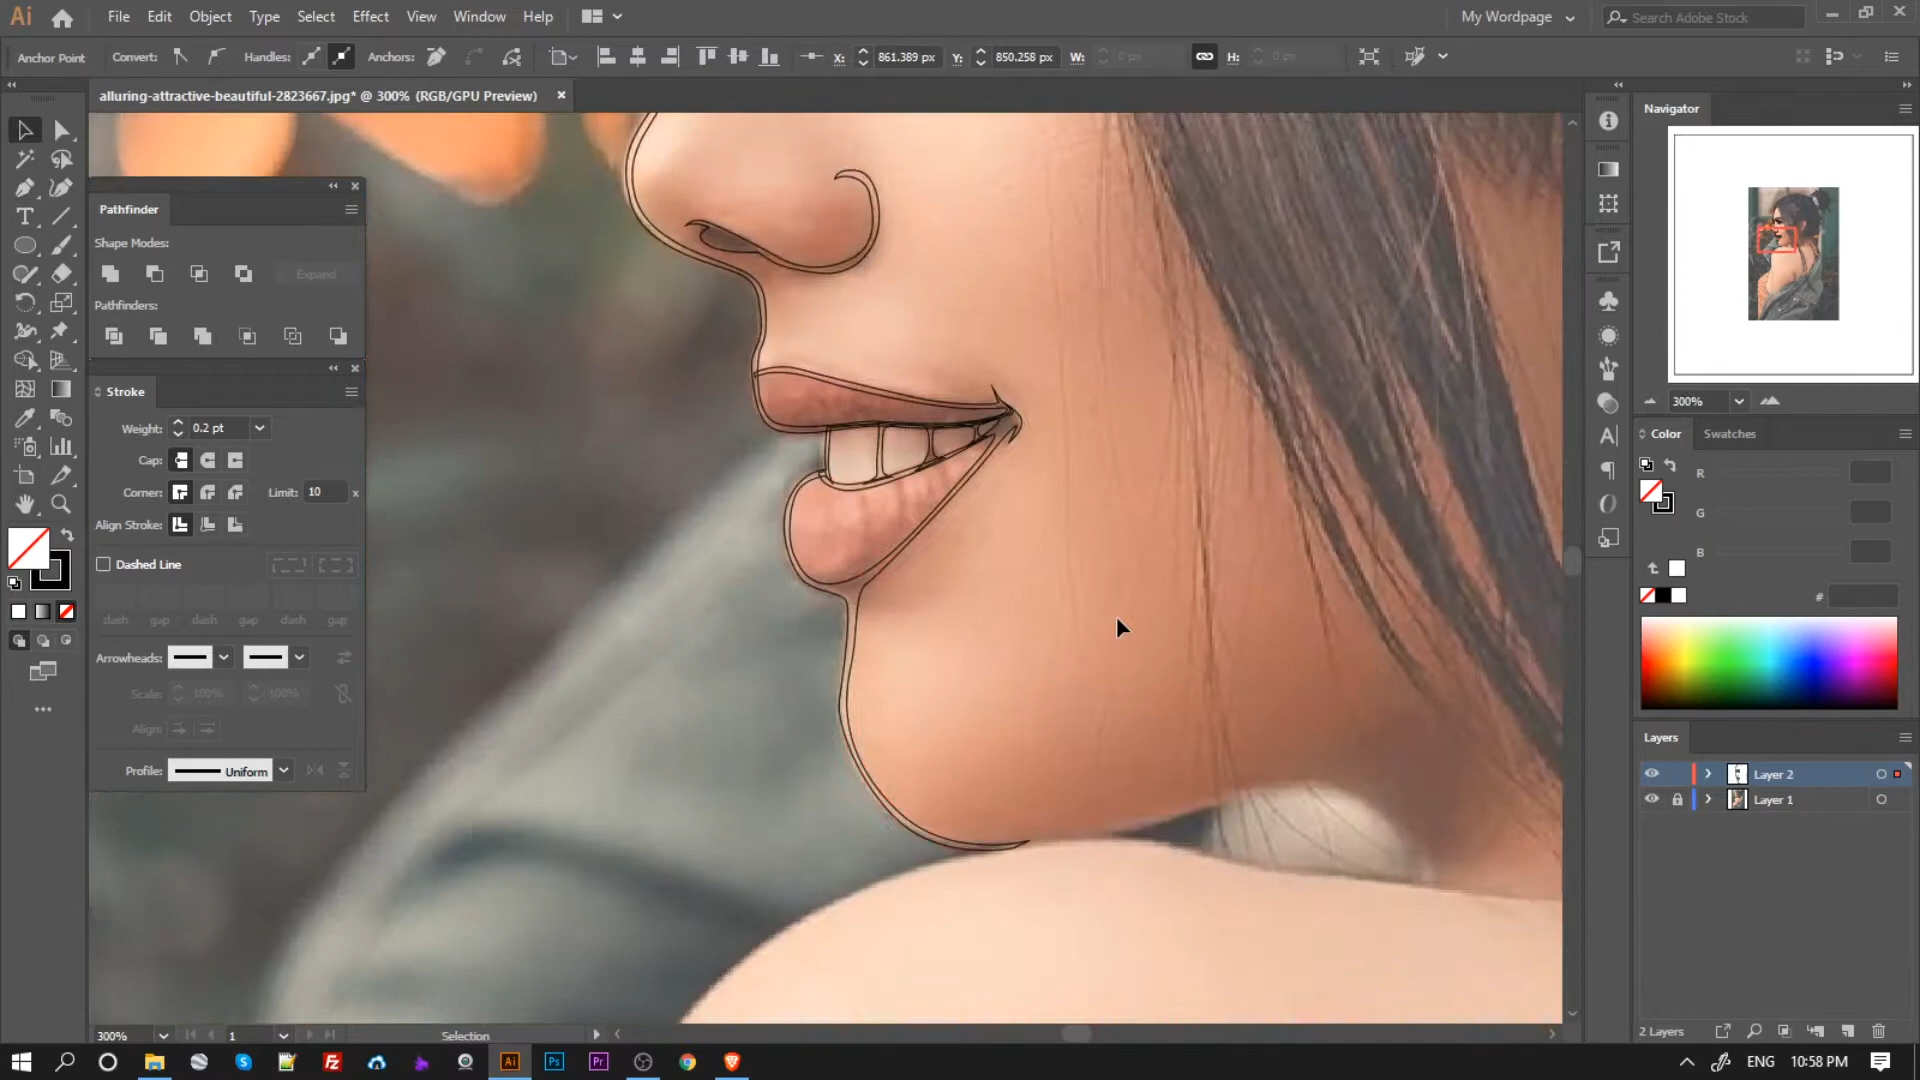 Ai File Edit Object Type Select Effect View Window Help My Wordpage Search Adobe Stock
Anchor Point Convert: Handles: Anchors: X: 861.389 px Y: 850.258 px W: 0 px H: 0 px
alluring-attractive-beautiful-2823667.jpg* @ 300% (RGB/GPU Preview)
Navigator
Pathfinder
Shape Modes:
Expand
Pathfinders:
Stroke
Weight: 0.2 pt
Cap:
Corner: Limit: 10 x
Align Stroke:
Dashed Line
dash gap dash gap dash gap
Arrowheads:
Scale: 100% 100%
Align:
Profile: Uniform
300%
Color Swatches
R
G
B
#
Layers
Layer 2
Layer 1
2 Layers
300% 1 Selection
ENG 10:58 PM